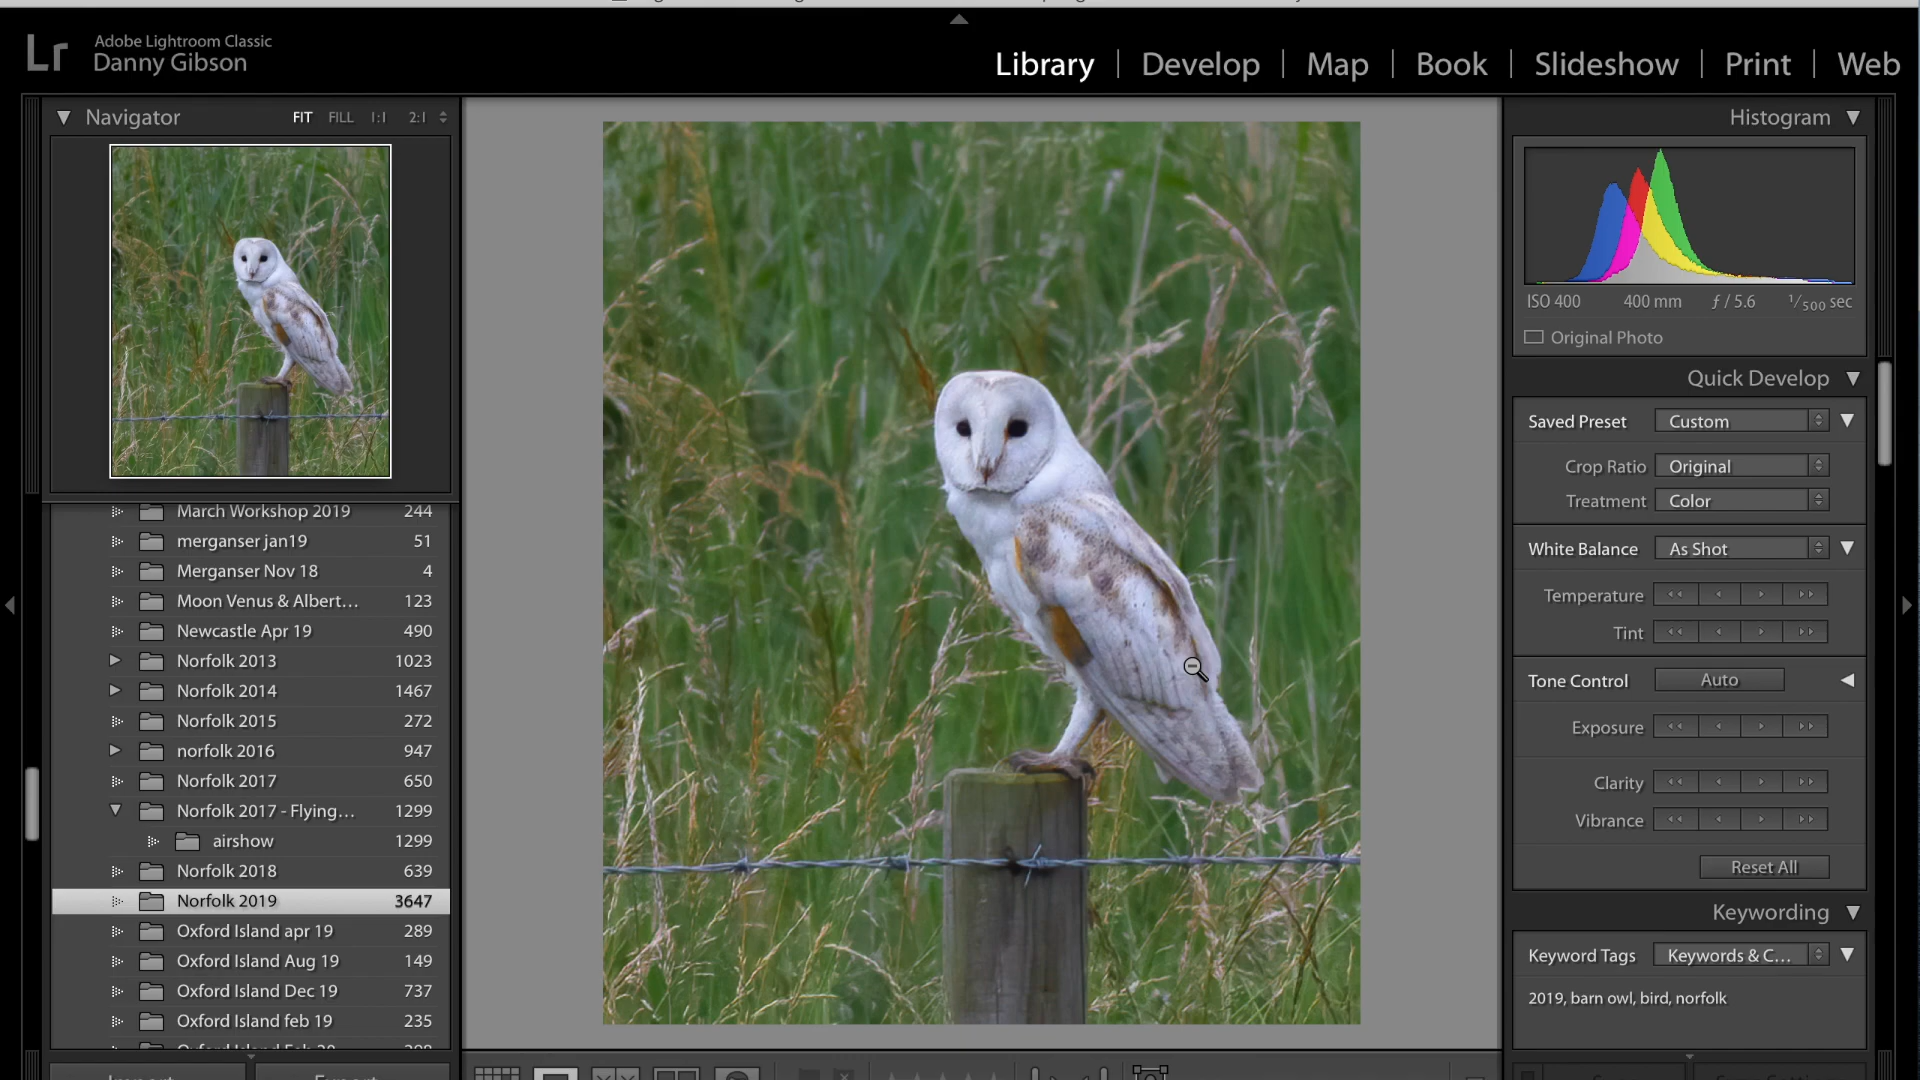 Lr
Adobe Lightroom Classic
Danny Gibson
Library | Develop | Map | Book | Slideshow | Print | Web
Navigator FIT FILL 1:1 2:1
March Workshop 2019 244
merganser jan19 51
Merganser Nov 18 4
Moon Venus & Albert... 123
Newcastle Apr 19 490
Norfolk 2013 1023
Norfolk 2014 1467
Norfolk 2015 272
norfolk 2016 947
Norfolk 2017 650
Norfolk 2017 - Flying... 1299
airshow 1299
Norfolk 2018 639
Norfolk 2019 3647
Oxford Island apr 19 289
Oxford Island Aug 19 149
Oxford Island Dec 19 737
Oxford Island feb 19 235
Histogram
ISO 400 400 mm ƒ / 5.6 1/500 sec
Original Photo
Quick Develop
Saved Preset Custom
Crop Ratio Original
Treatment Color
White Balance As Shot
Temperature
Tint
Tone Control Auto
Exposure
Clarity
Vibrance
Reset All
Keywording
Keyword Tags Keywords & C...
2019, barn owl, bird, norfolk